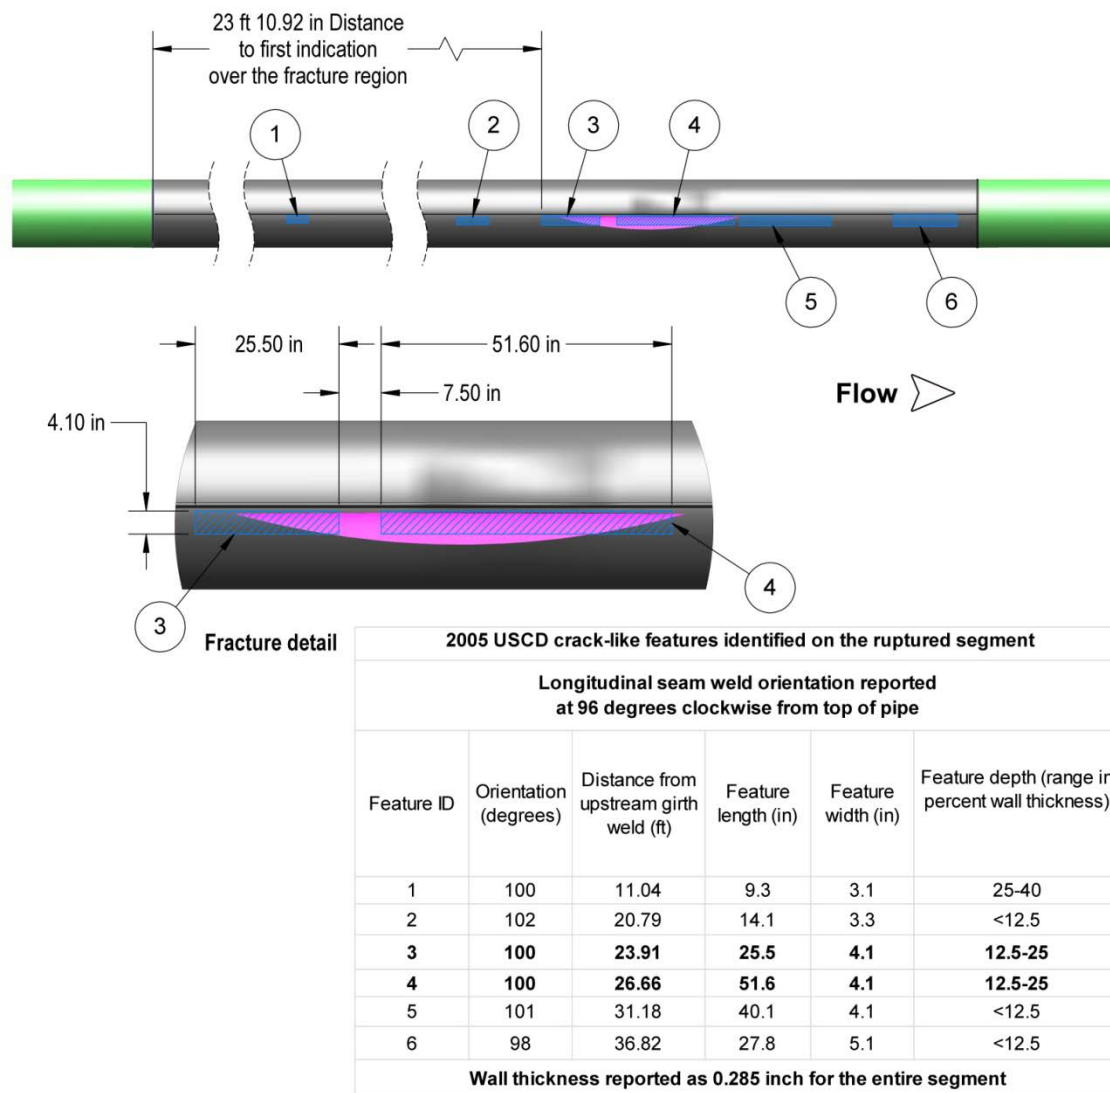 23 ft 10.92 in Distance
to first indication
over the fracture region
1
2
3
4
5
6
25.50 in
51.60 in
7.50 in
4.10 in
Flow
3
4
Fracture detail
2005 USCD crack-like features identified on the ruptured segment
Longitudinal seam weld orientation reported
at 96 degrees clockwise from top of pipe
Feature ID Orientation (degrees) Distance from upstream girth weld (ft) Feature length (in) Feature width (in) Feature depth (range in percent wall thickness)
1 100 11.04 9.3 3.1 25-40
2 102 20.79 14.1 3.3 <12.5
3 100 23.91 25.5 4.1 12.5-25
4 100 26.66 51.6 4.1 12.5-25
5 101 31.18 40.1 4.1 <12.5
6 98 36.82 27.8 5.1 <12.5
Wall thickness reported as 0.285 inch for the entire segment